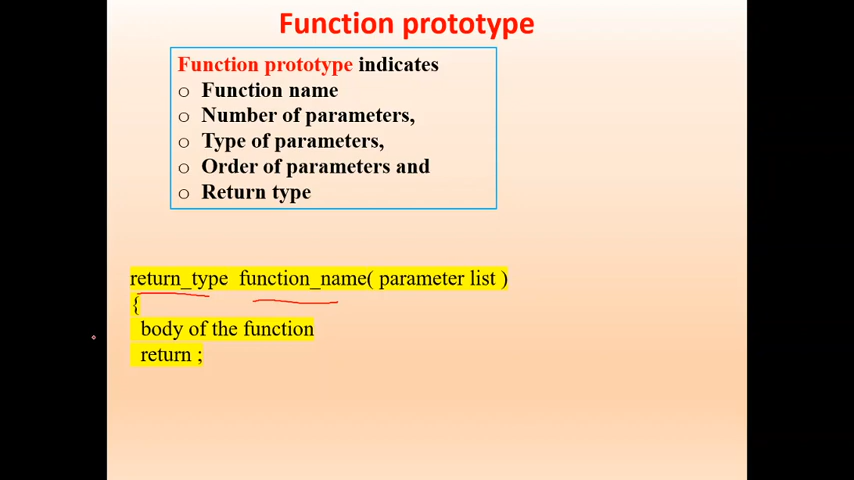 Function prototype
Function prototype indicates
○ Function name
○ Number of parameters,
○ Type of parameters,
○ Order of parameters and
○ Return type
return_type function_name( parameter list )
{
body of the function
return ;